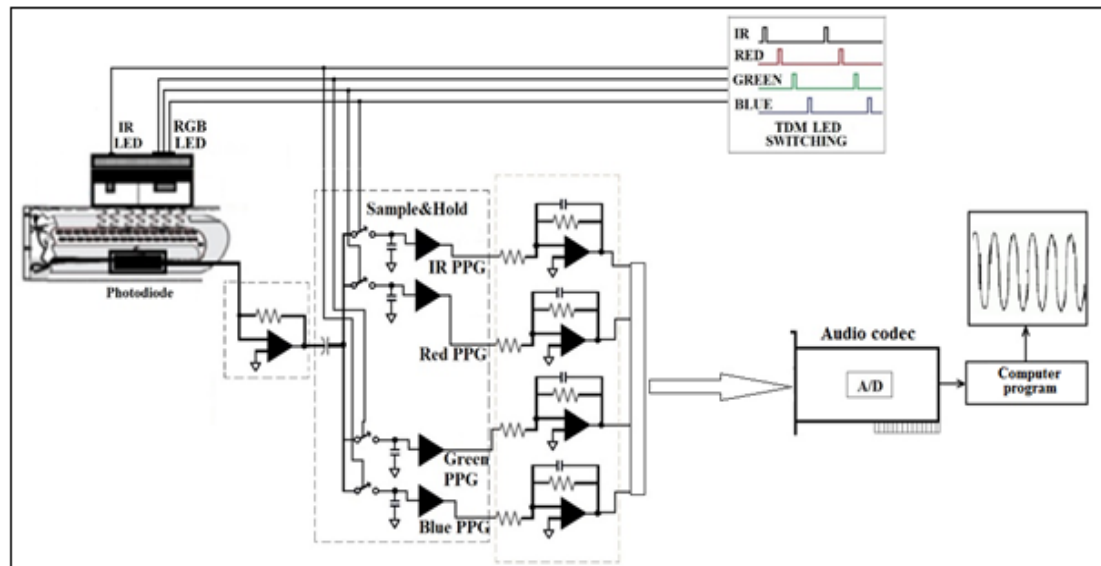 IR
RED
GREEN
BLUE
TDM LED
SWITCHING
IR
LED
RGB
LED
Photodiode
Sample&Hold
IR PPG
Red PPG
Green
PPG
Blue PPG
Audio codec
A/D
Computer
program